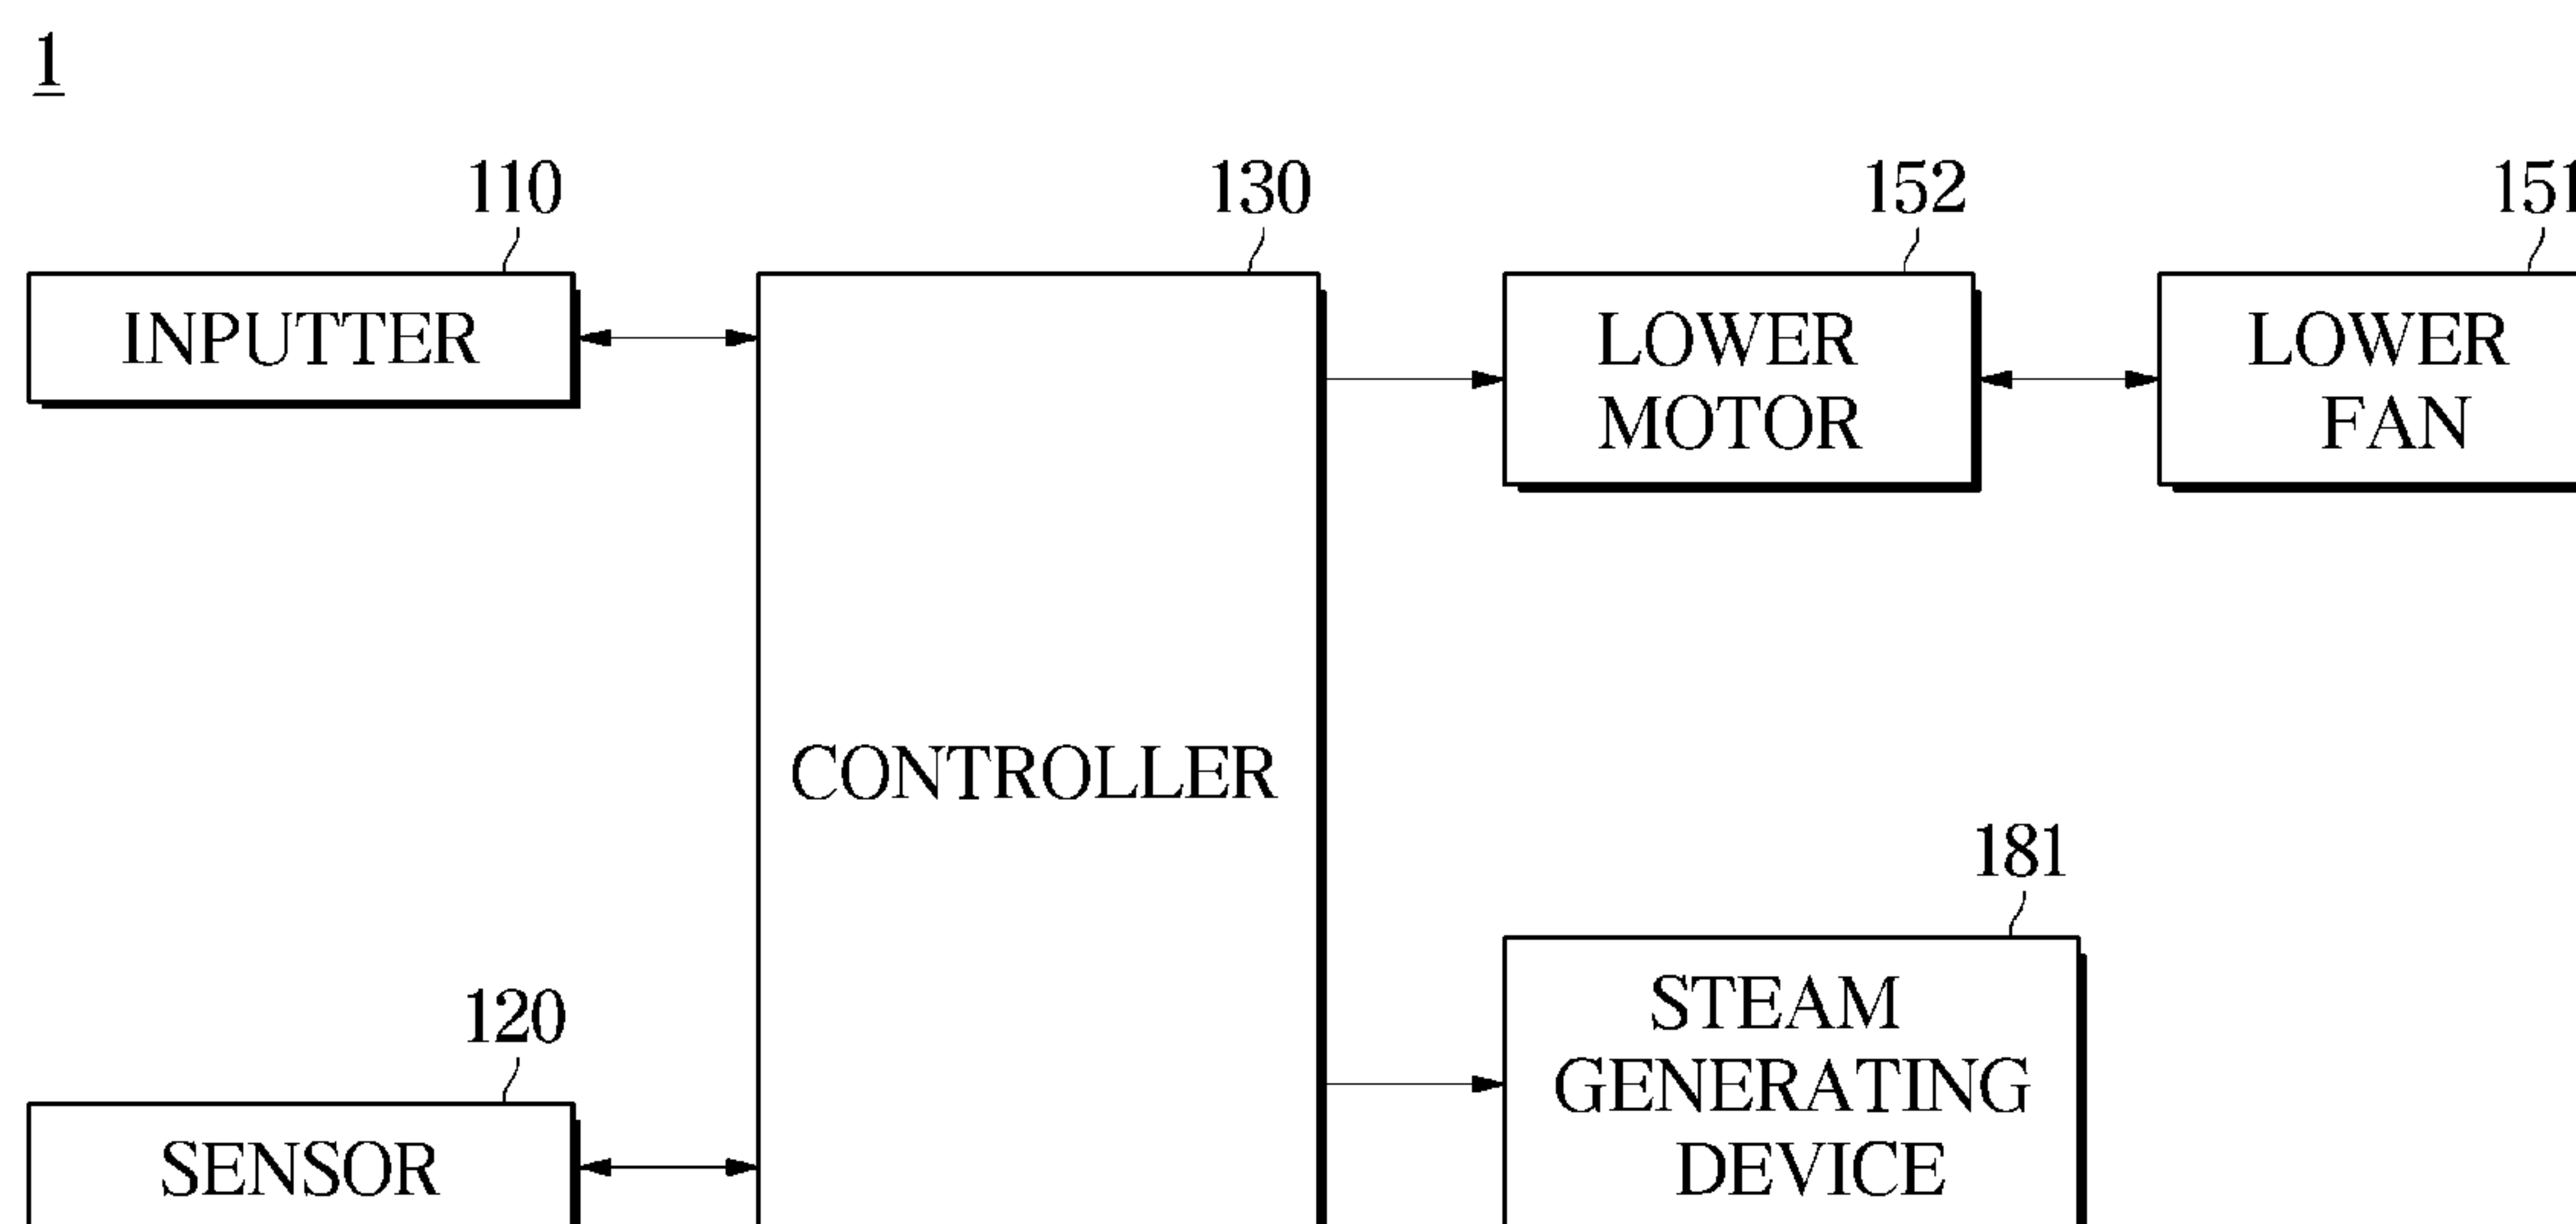 1
110
130
152
151
INPUTTER
LOWER
MOTOR
LOWER
FAN
CONTROLLER
181
STEAM
GENERATING
DEVICE
120
SENSOR